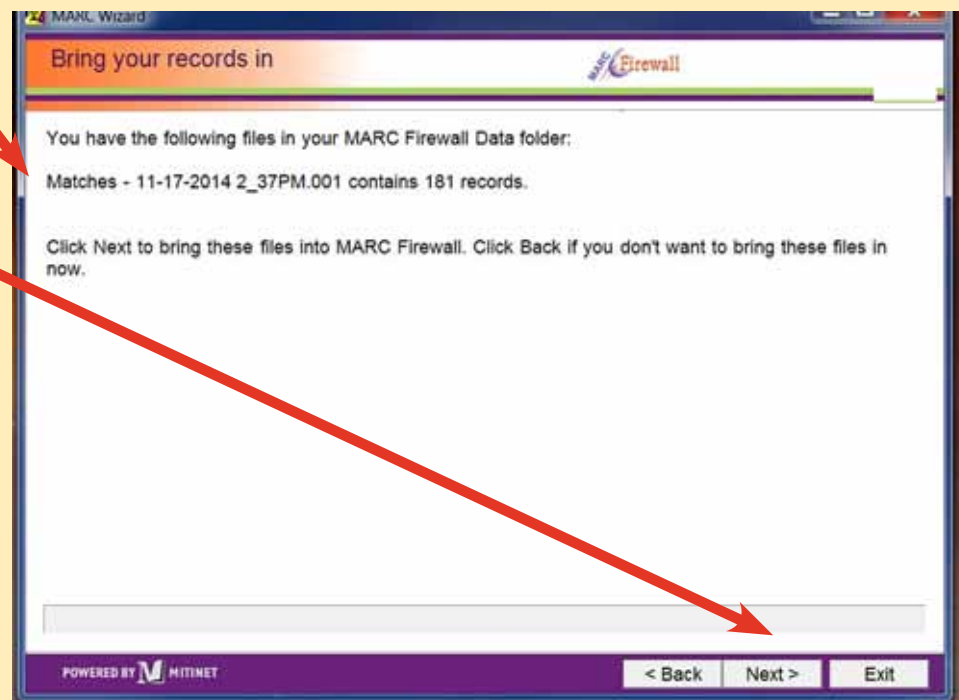 MARC Wizard
Bring your records in
MARC Firewall
You have the following files in your MARC Firewall Data folder:
Matches - 11-17-2014 2_37PM.001 contains 181 records.
Click Next to bring these files into MARC Firewall. Click Back if you don't want to bring these files in
now.
POWERED BY M MITINET
< Back
Next >
Exit